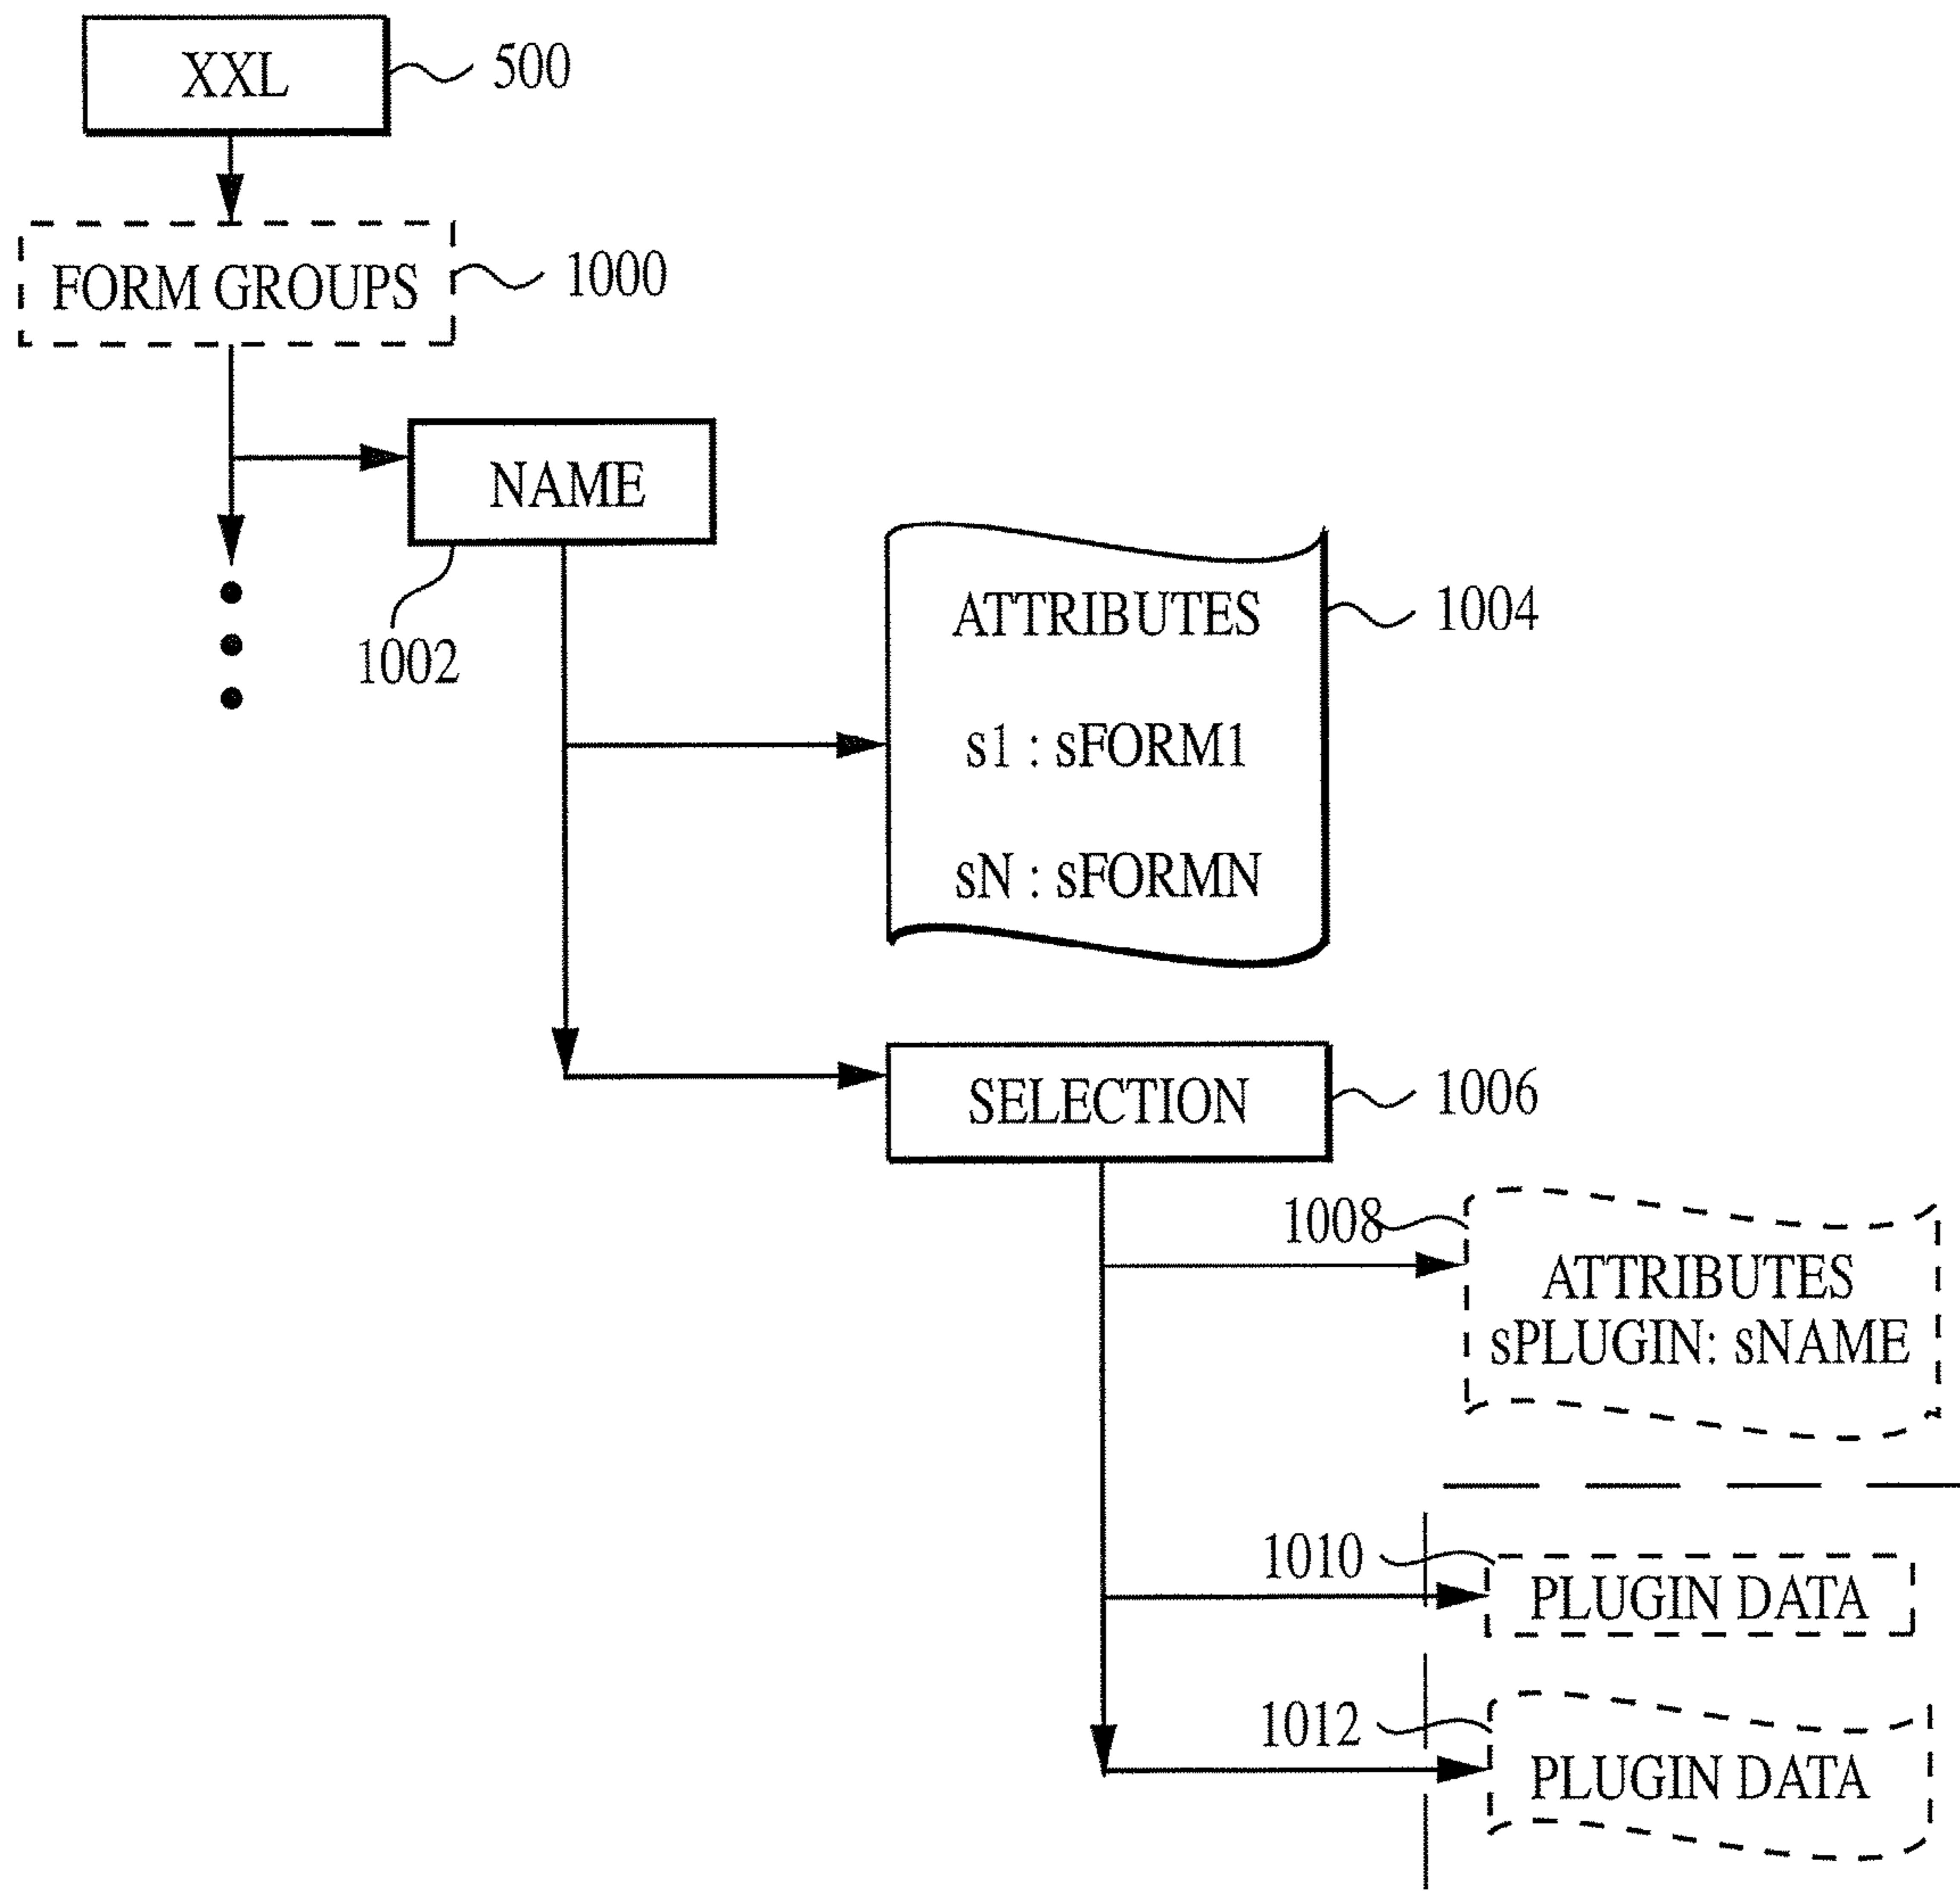 XXL
500
FORM GROUPS
1000
NAME
1002
ATTRIBUTES
1004
s1 : sFORM1
sN : sFORMN
SELECTION
1006
1008
ATTRIBUTES
sPLUGIN: sNAME
1010
PLUGIN DATA
1012
PLUGIN DATA